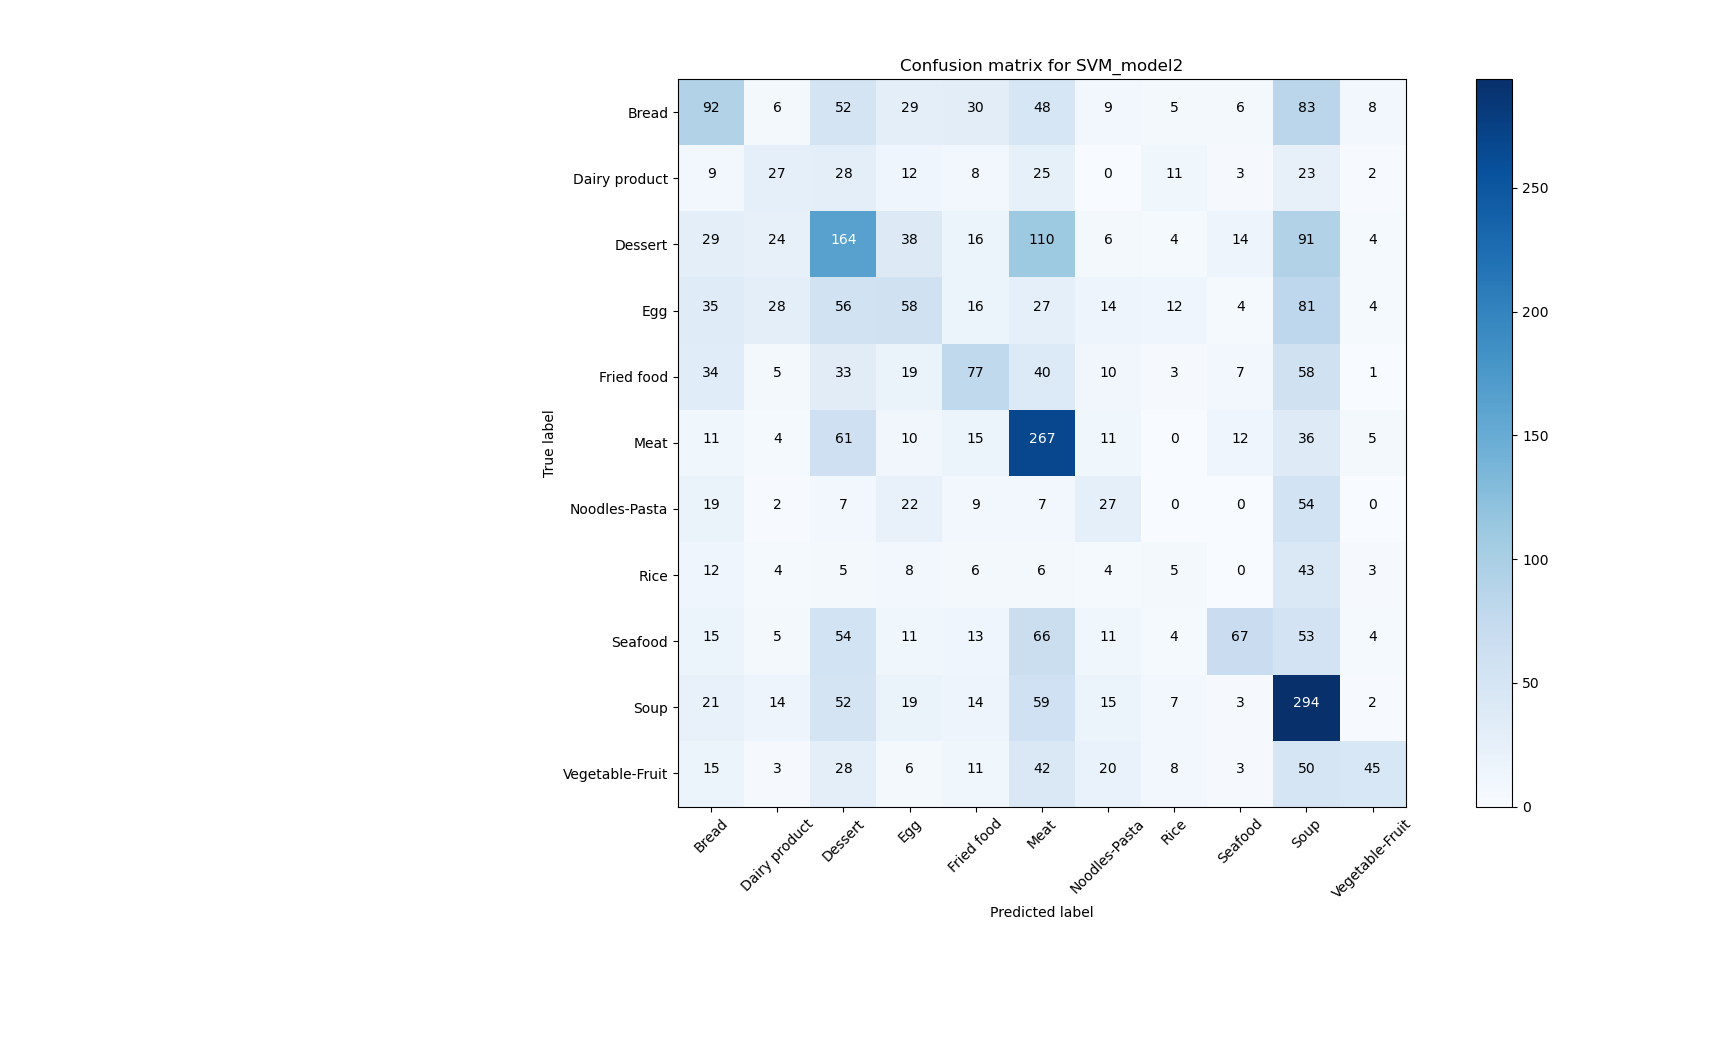 Confusion matrix for SVM_model2
Bread 92 6 52 29 30 48 9 5 6 83 8
Dairy product 9 27 28 12 8 25 0 11 3 23 2
Dessert 29 24 164 38 16 110 6 4 14 91 4
Egg 35 28 56 58 16 27 14 12 4 81 4
Fried food 34 5 33 19 77 40 10 3 7 58 1
Meat 11 4 61 10 15 267 11 0 12 36 5
Noodles-Pasta 19 2 7 22 9 7 27 0 0 54 0
Rice 12 4 5 8 6 6 4 5 0 43 3
Seafood 15 5 54 11 13 66 11 4 67 53 4
Soup 21 14 52 19 14 59 15 7 3 294 2
Vegetable-Fruit 15 3 28 6 11 42 20 8 3 50 45
True label
Bread Dairy product Dessert Egg Fried food Meat Noodles-Pasta Rice Seafood Soup Vegetable-Fruit
Predicted label
250
200
150
100
50
0